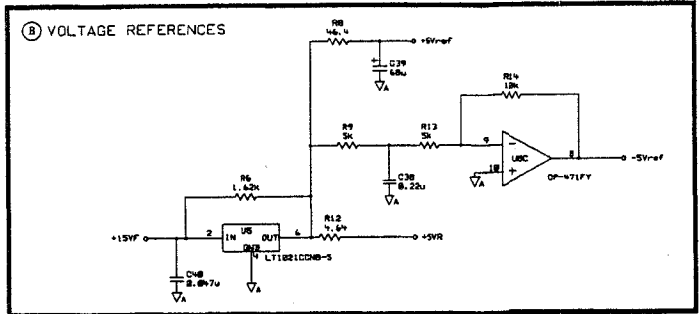 B VOLTAGE REFERENCES
R8
46.4
+5Vref
+
C39
68u
A
R14
10k
R9
5k
R13
5k
9
-
U8C
8
-5Vref
10
+
A
OP-471FY
C38
0.22u
A
R6
1.62K
+15VF
2
IN
U5
OUT
GND
6
4
LT1021CCN8-5
R12
4.64
+5VR
C40
0.047u
A
A